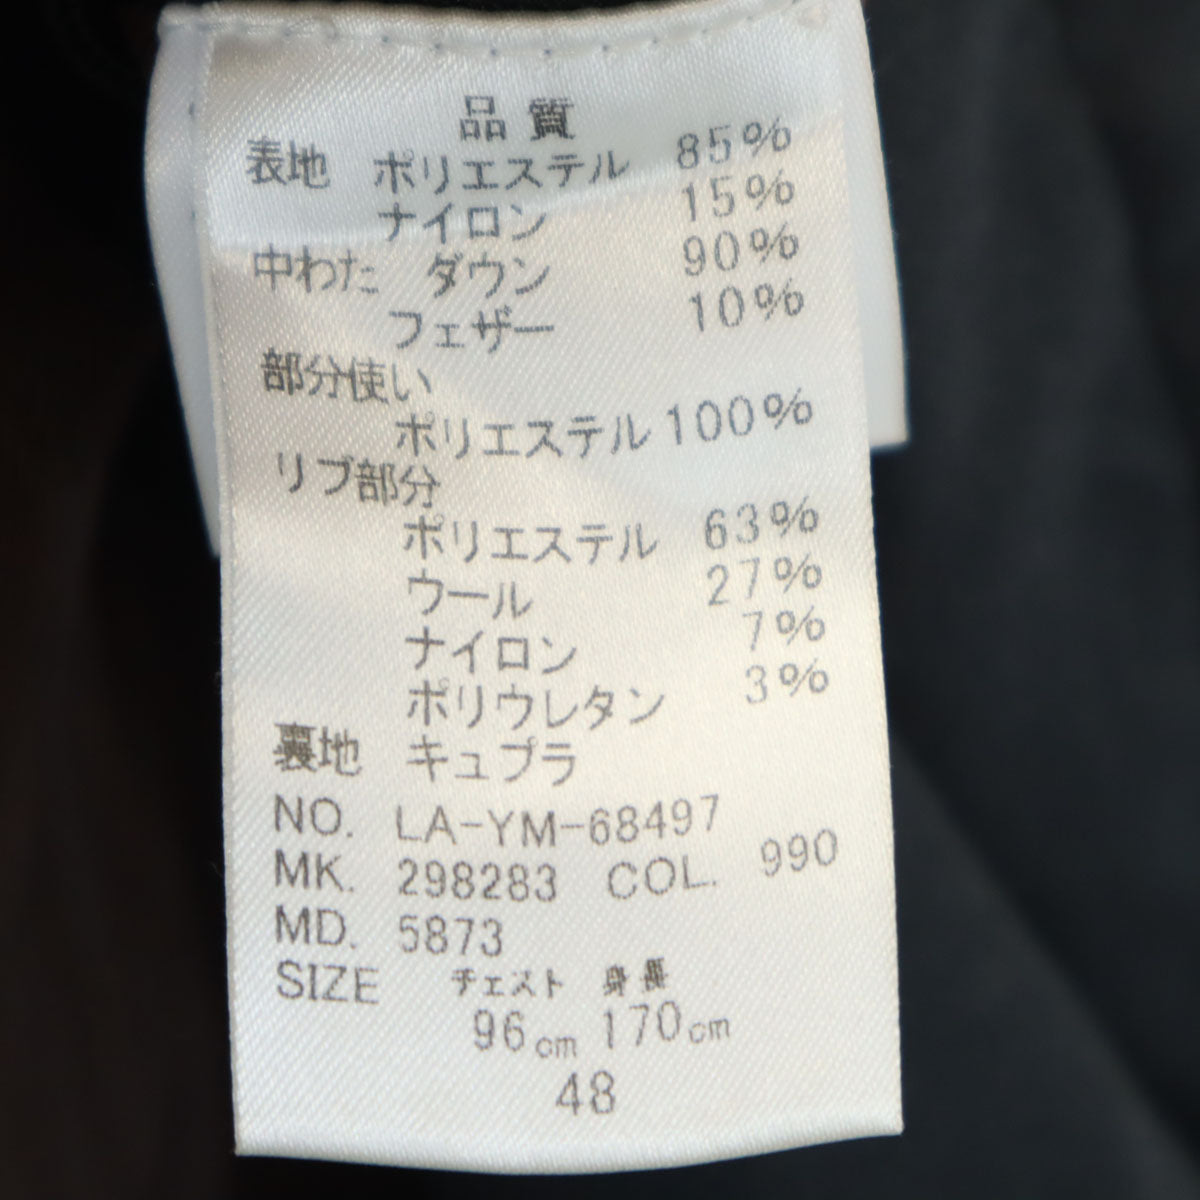 品質
表地 ポリエステル 85%
ナイロン 15%
中わた ダウン 90%
フェザー 10%
部分使い
ポリエステル 100%
リブ部分
ポリエステル 63%
ウール 27%
ナイロン 7%
ポリウレタン 3%
裏地 キュプラ
NO. LA-YM-68497
MK. 298283 COL. 990
MD. 5873
SIZE チェスト 身長
96cm 170cm
48